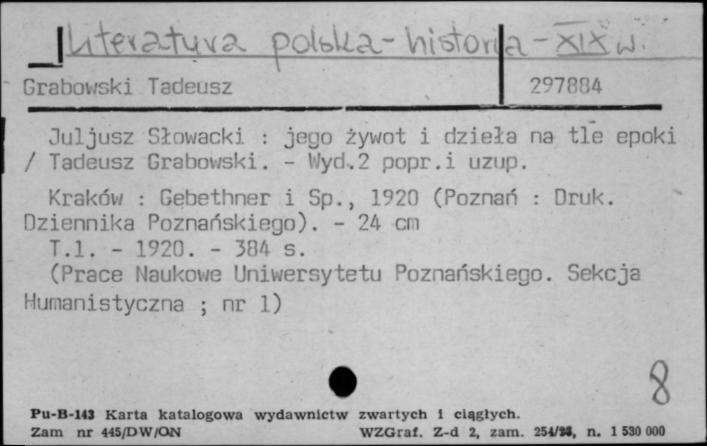 Literatura polska - historia - XIX w.
Grabowski Tadeusz 297884
Juljusz Słowacki : jego żywot i dzieła na tle epoki
/ Tadeusz Grabowski. - Wyd.2 popr.i uzup.
Kraków : Gebethner i Sp., 1920 (Poznań : Druk.
Dziennika Poznańskiego). - 24 cm
T.1. - 1920. - 384 s.
(Prace Naukowe Uniwersytetu Poznańskiego. Sekcja
Humanistyczna ; nr 1)
8
Pu-B-143 Karta katalogowa wydawnictw zwartych i ciągłych.
Zam nr 445/DW/ON WZGraf. Z-d 2, zam. n. 1 530 000